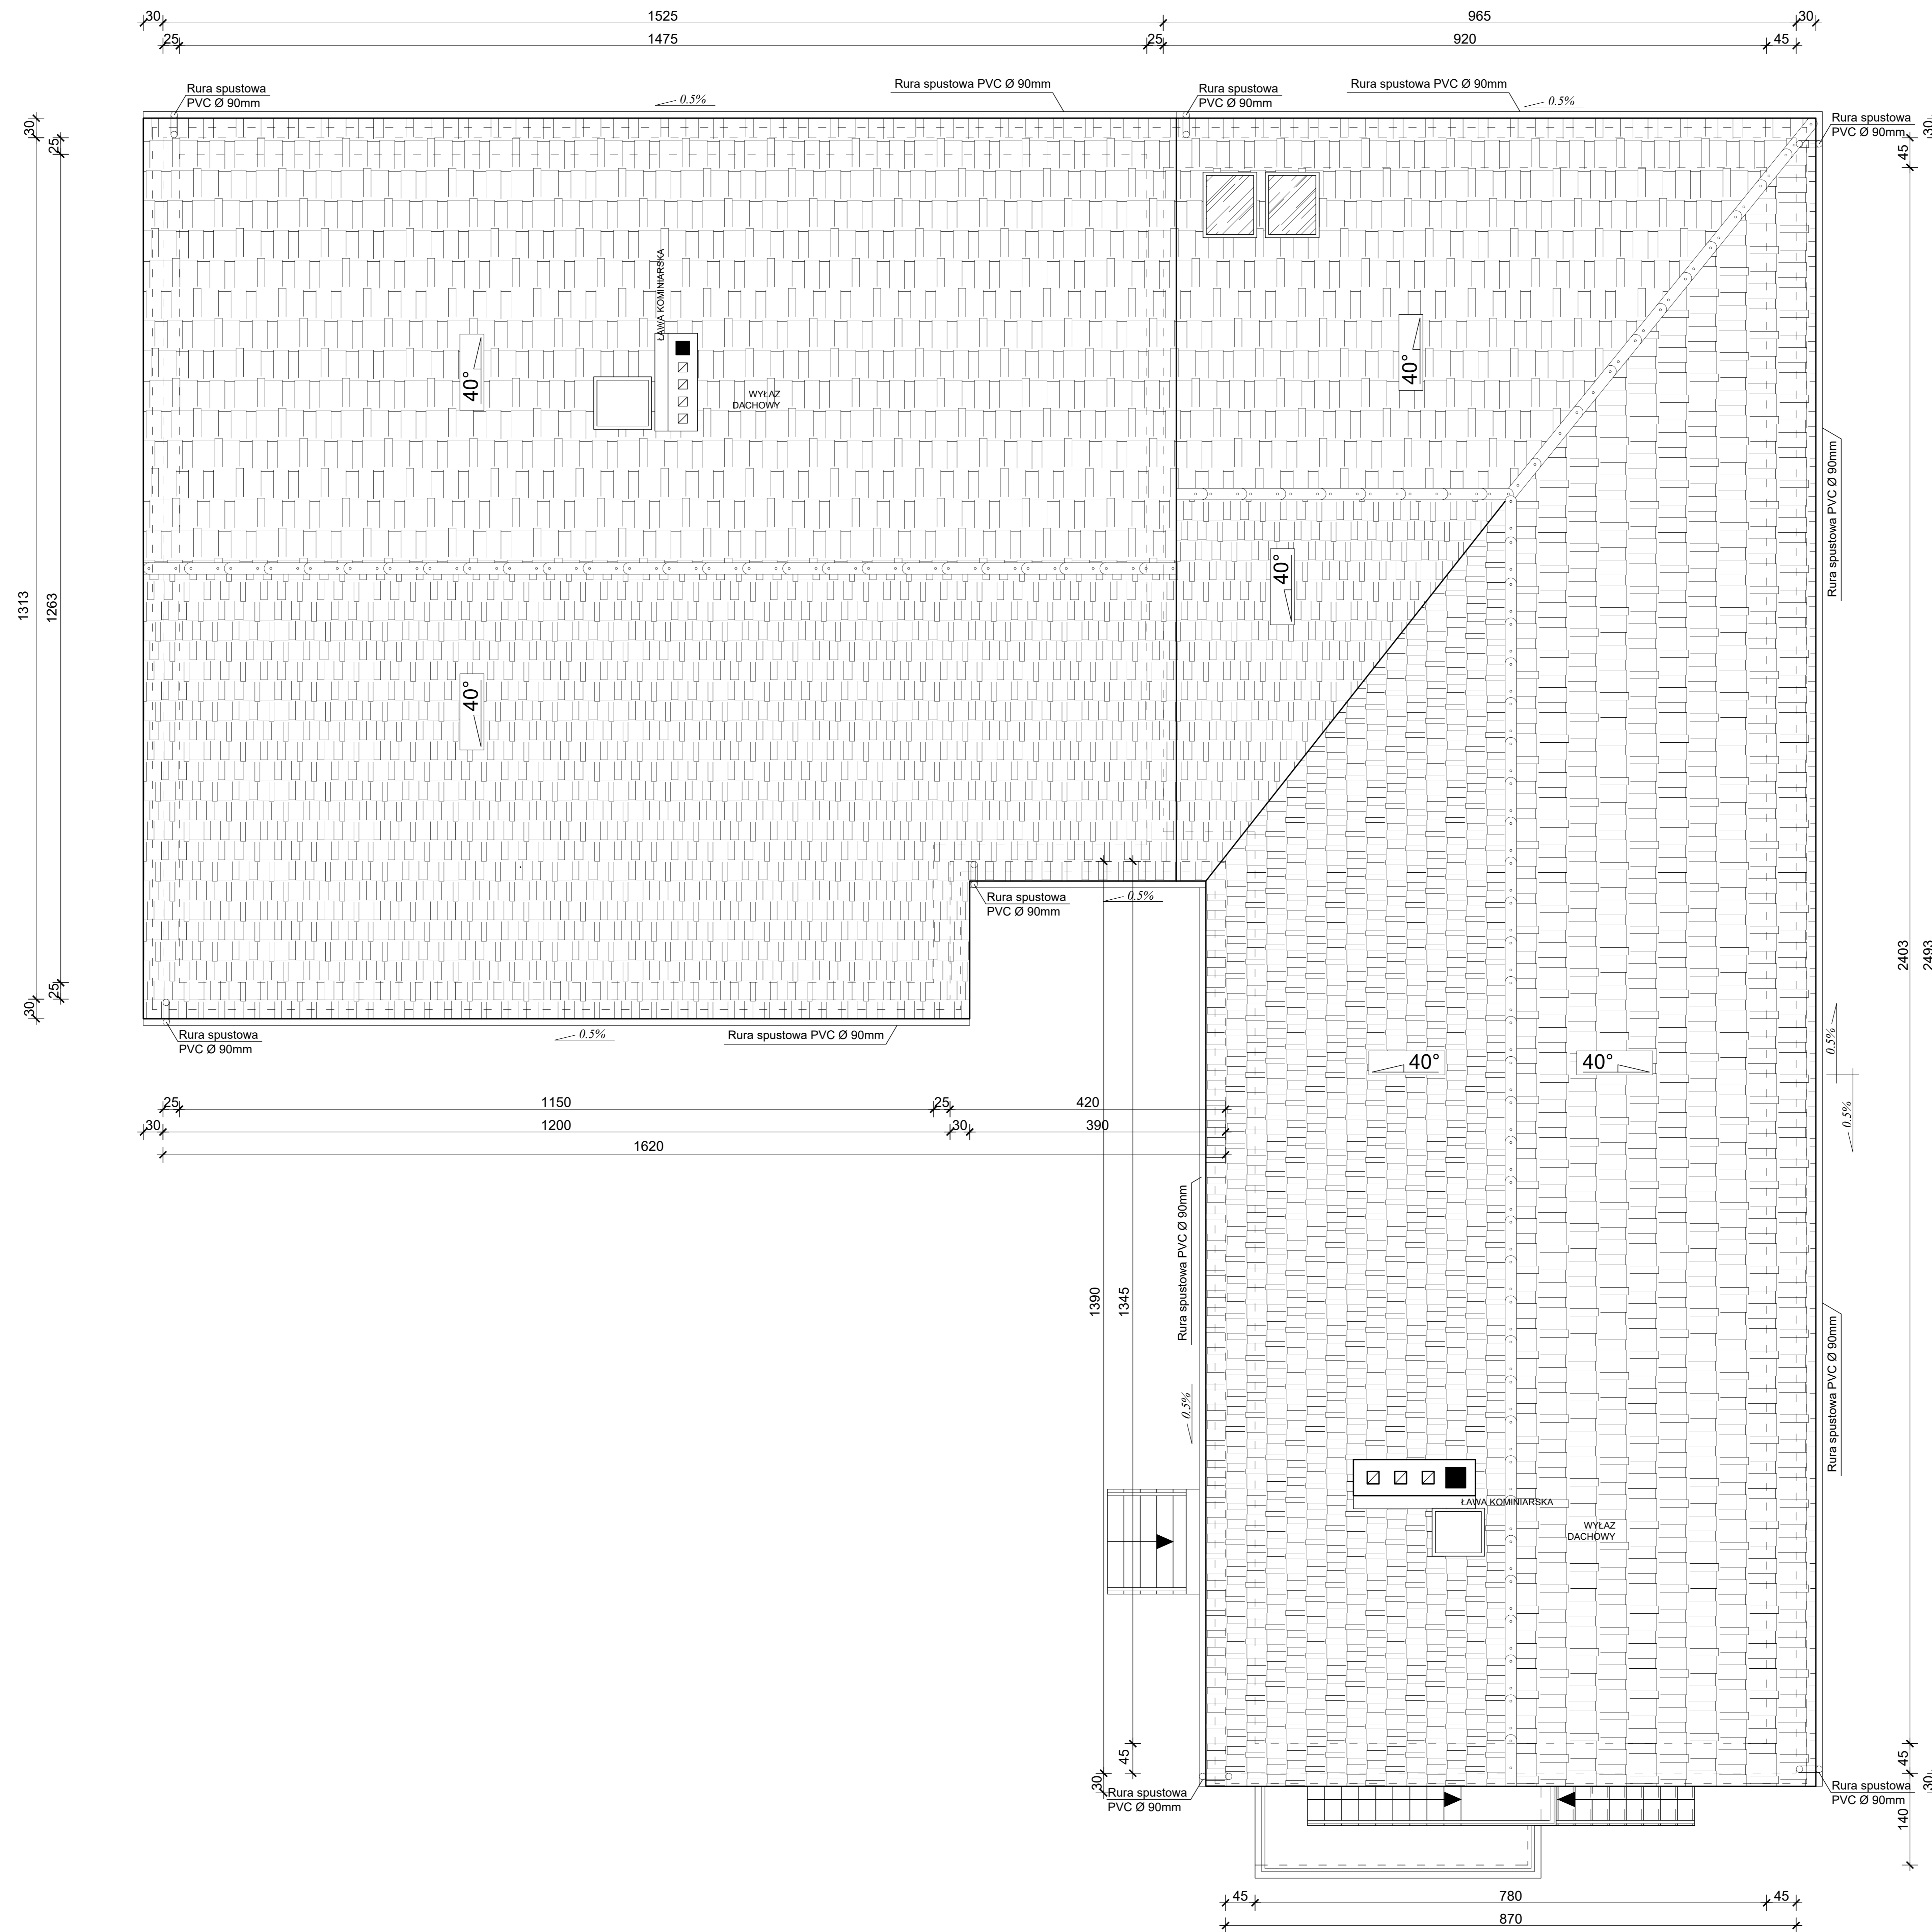 30
1525
965
30
25
1475
25
920
45
Rura spustowa
PVC Ø 90mm
0.5%
Rura spustowa PVC Ø 90mm
Rura spustowa
PVC Ø 90mm
Rura spustowa PVC Ø 90mm
0.5%
Rura spustowa
PVC Ø 90mm
30
25
30
45
ŁAWA KOMINIARSKA
40°
40°
WYŁAZ
DACHOWY
Rura spustowa PVC Ø 90mm
40°
1313
1263
40°
Rura spustowa
PVC Ø 90mm
0.5%
2403
2493
25
30
Rura spustowa
PVC Ø 90mm
0.5%
Rura spustowa PVC Ø 90mm
0.5%
40°
40°
0.5%
25
1150
25
420
30
1200
30
390
1620
Rura spustowa PVC Ø 90mm
1390
1345
0.5%
Rura spustowa PVC Ø 90mm
ŁAWA KOMINIARSKA
WYŁAZ
DACHOWY
45
30
Rura spustowa
PVC Ø 90mm
45
30
Rura spustowa
PVC Ø 90mm
140
45
780
45
870